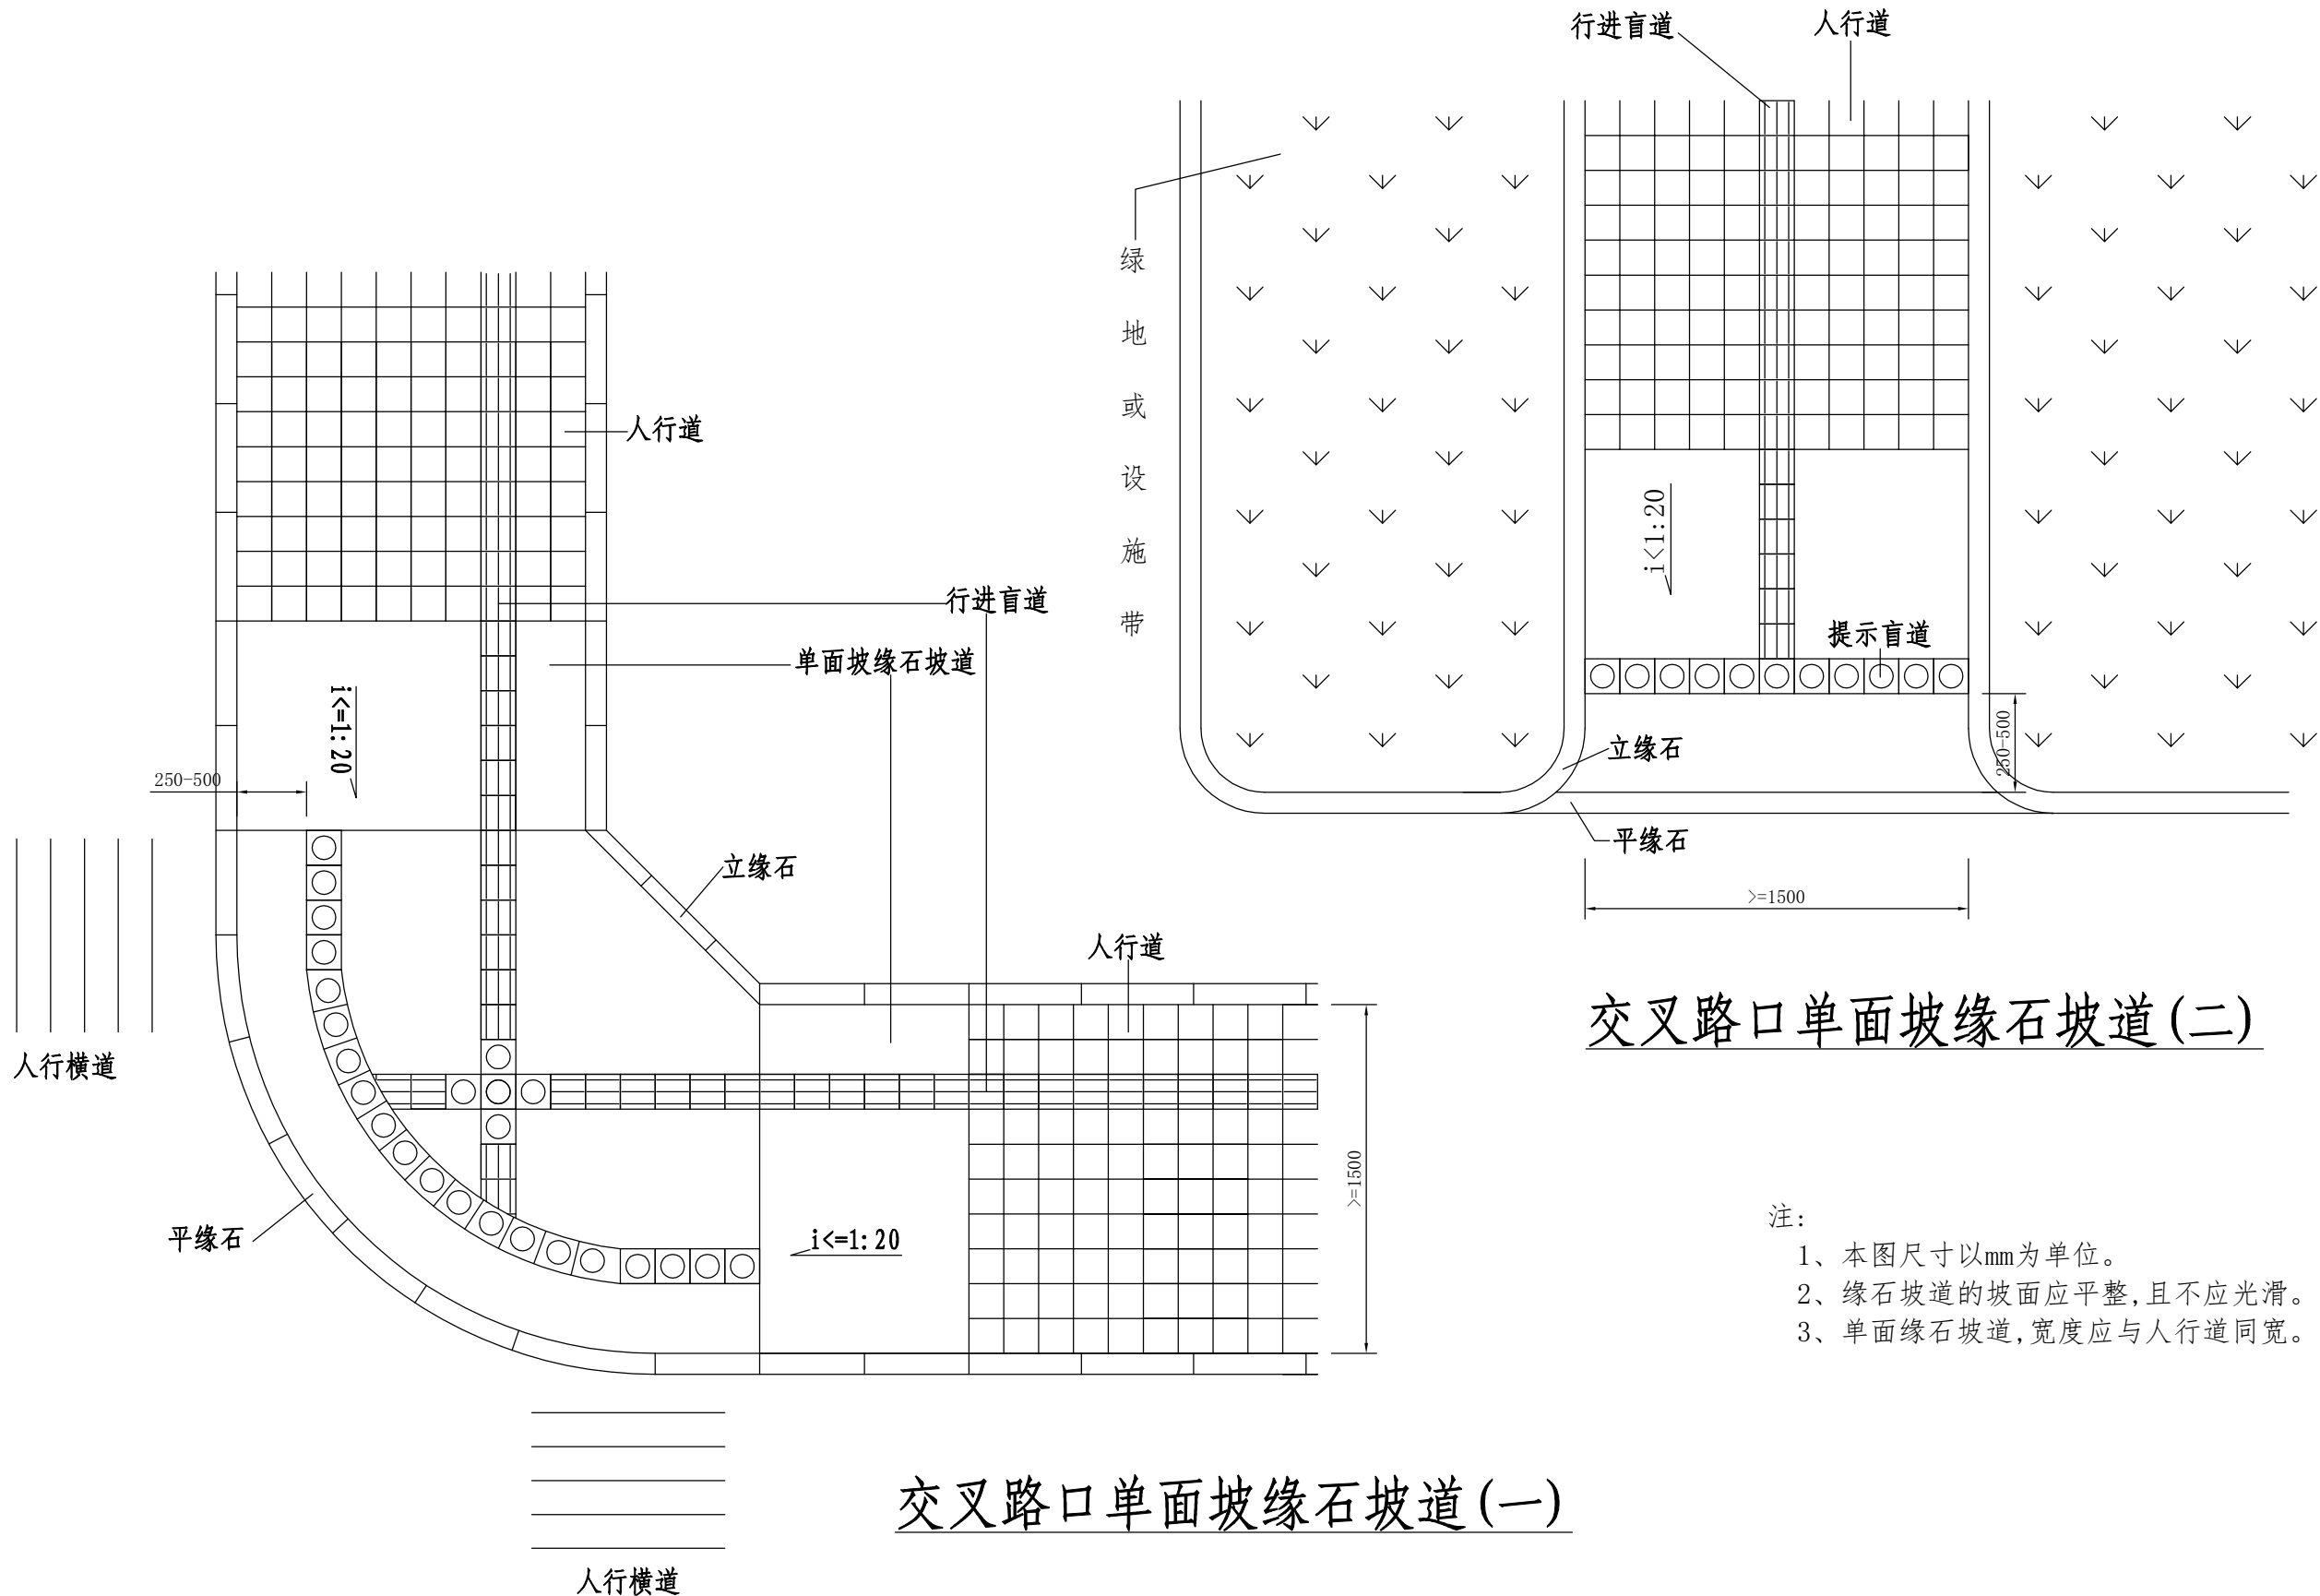 行进盲道
人行道
绿地或设施带
i<1:20
提示盲道
250-500
立缘石
平缘石
>=1500
交叉路口单面坡缘石坡道(二)
人行道
行进盲道
单面坡缘石坡道
i<=1:20
250-500
立缘石
人行道
人行横道
>=1500
平缘石
i<=1:20
注:
1、本图尺寸以mm为单位。
2、缘石坡道的坡面应平整,且不应光滑。
3、单面缘石坡道,宽度应与人行道同宽。
交叉路口单面坡缘石坡道(一)
人行横道